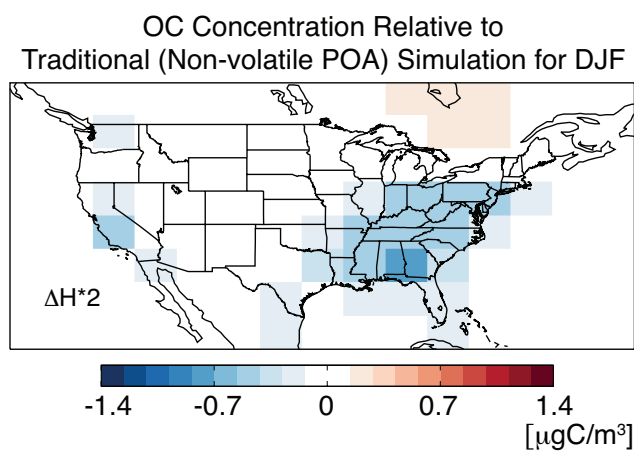 OC Concentration Relative to
Traditional (Non-volatile POA) Simulation for DJF
ΔH*2
-1.4 -0.7 0 0.7 1.4
[µgC/m³]